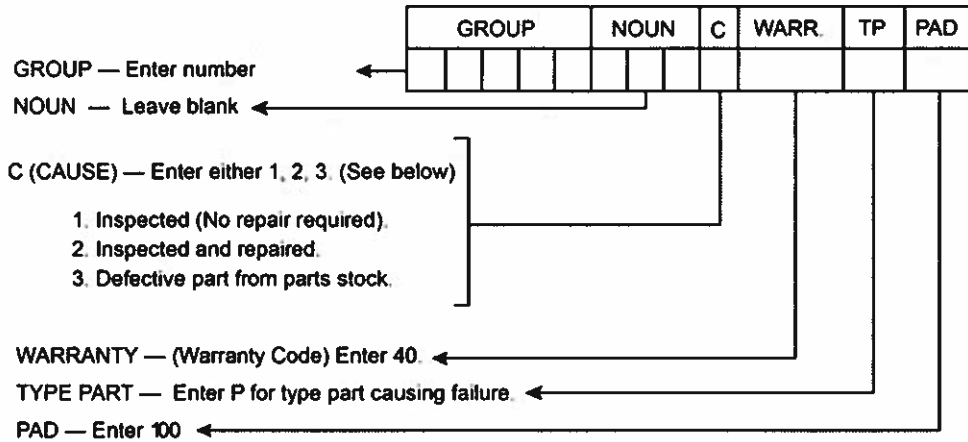 GROUP NOUN C WARR. TP PAD
GROUP — Enter number
NOUN — Leave blank
C (CAUSE) — Enter either 1, 2, 3. (See below)
1. Inspected (No repair required).
2. Inspected and repaired.
3. Defective part from parts stock.
WARRANTY — (Warranty Code) Enter 40.
TYPE PART — Enter P for type part causing failure.
PAD — Enter 100